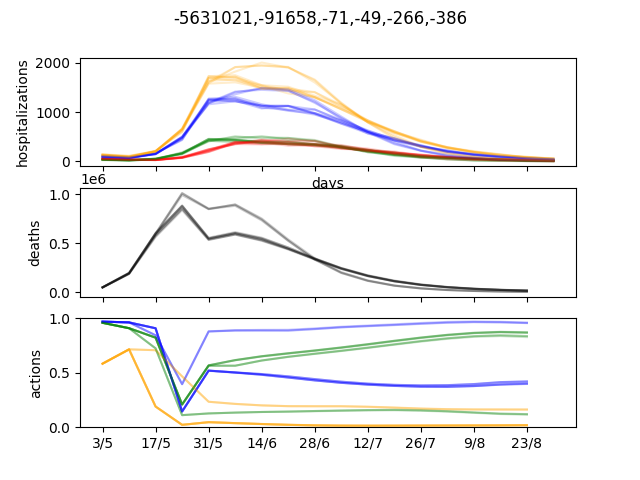 -5631021,-91658,-71,-49,-266,-386
hospitalizations
2000
1000
0
days
1e6
deaths
1.0
0.5
0.0
actions
1.0
0.5
0.0
3/5 17/5 31/5 14/6 28/6 12/7 26/7 9/8 23/8